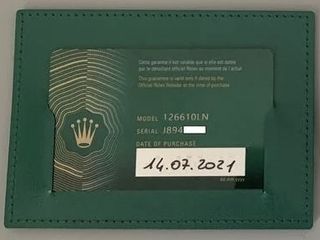 Cette garantie n'est valable que si elle est datée
par le détaillant officiel Rolex au moment de l'achat
This guarantee is valid only if dated by the
Official Rolex Retailer at the time of purchase
MODEL 126610LN
SERIAL J894
DATE OF PURCHASE
14.07.2021